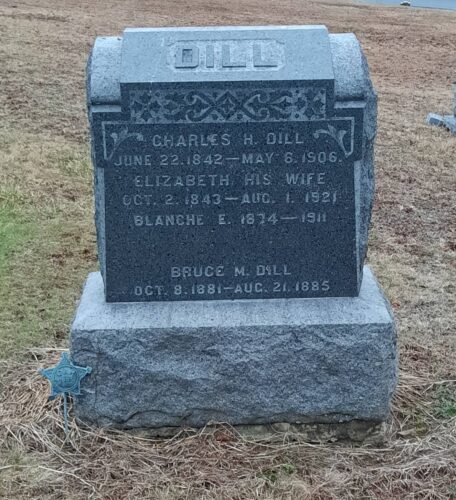 DILL
CHARLES H. DILL
JUNE 22. 1842 — MAY 6. 1906.
ELIZABETH HIS WIFE
OCT. 2. 1843 — AUG. 1. 1921
BLANCHE E. 1874 — 1911
BRUCE M. DILL
OCT. 8. 1881 — AUG. 21. 1885